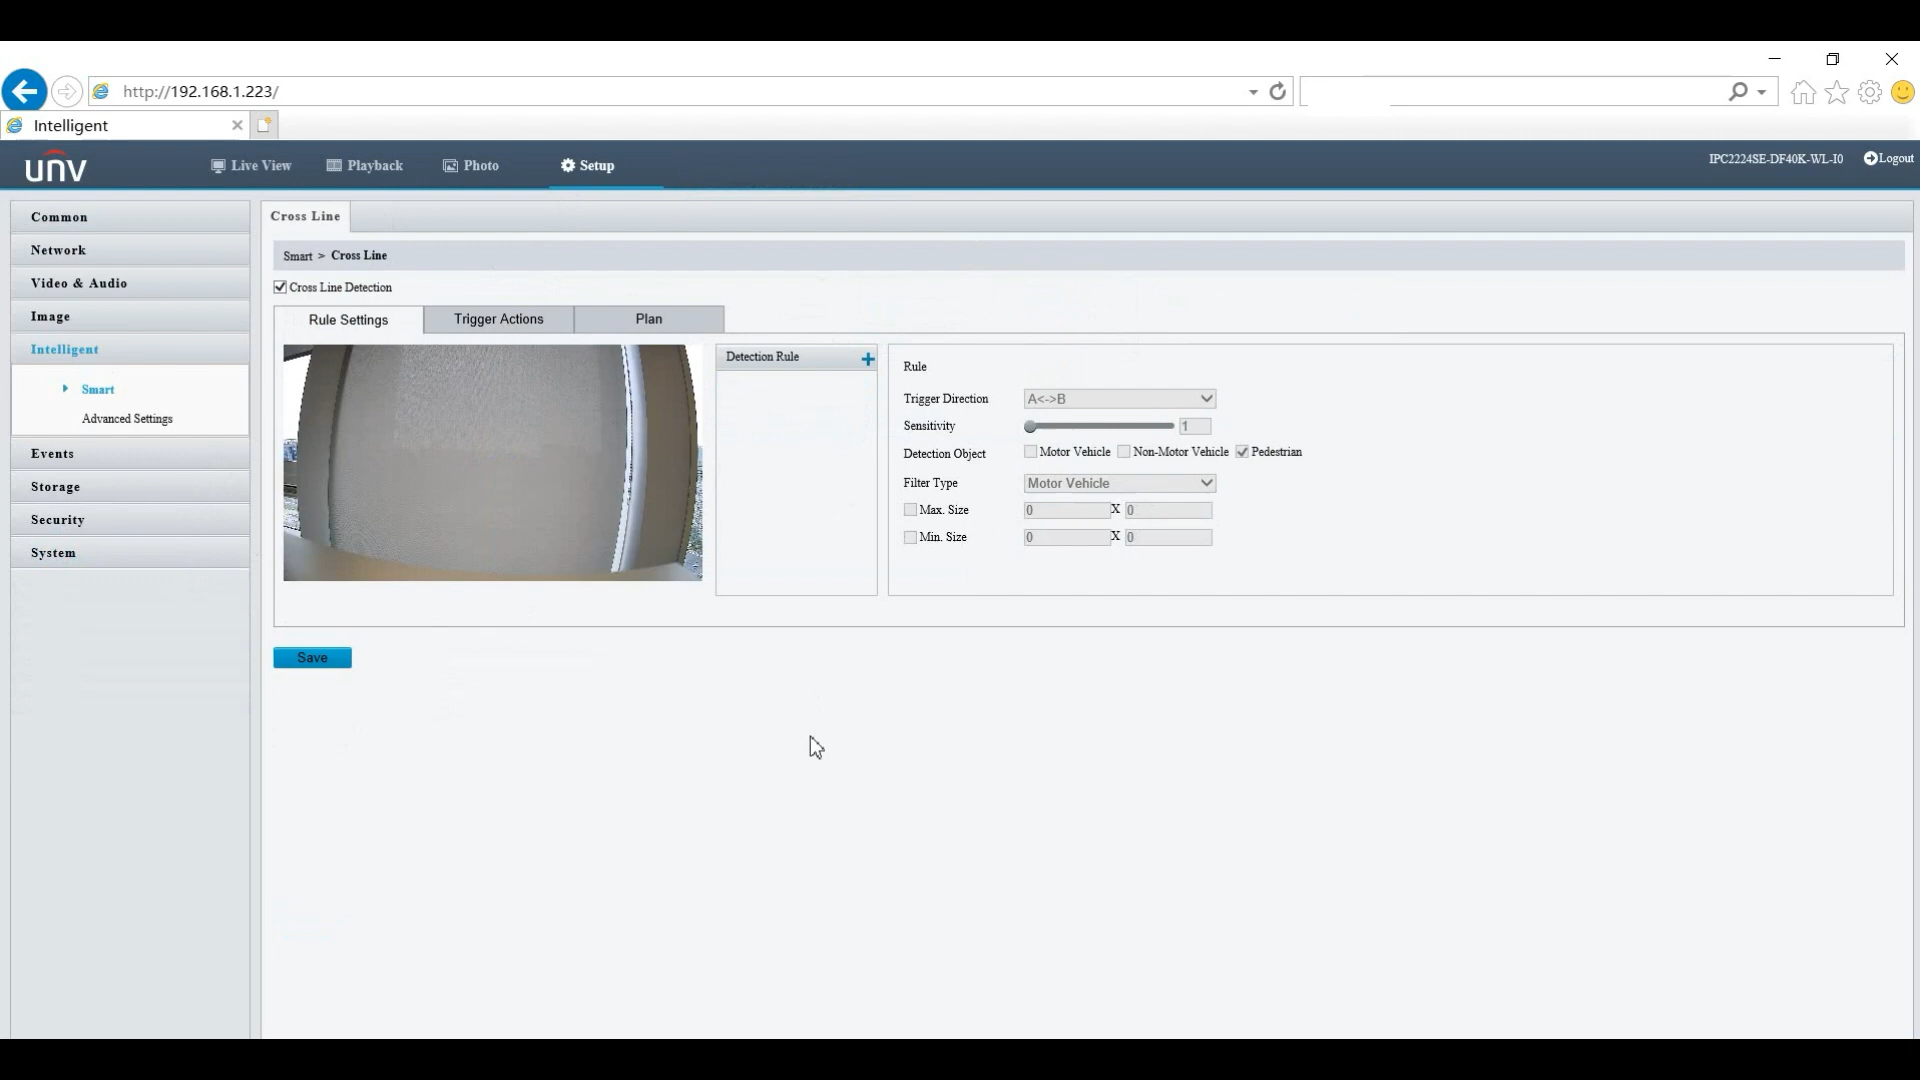 http://192.168.1.223/
Intelligent
unv
Live View
Playback
Photo
Setup
IPC2224SE-DF40K-WL-I0
Logout
Common
Network
Video & Audio
Image
Intelligent
Smart
Advanced Settings
Events
Storage
Security
System
Cross Line
Smart > Cross Line
Cross Line Detection
Rule Settings
Trigger Actions
Plan
Detection Rule
Rule
Trigger Direction A<->B
Sensitivity 1
Detection Object Motor Vehicle Non-Motor Vehicle Pedestrian
Filter Type Motor Vehicle
Max. Size 0 X 0
Min. Size 0 X 0
Save